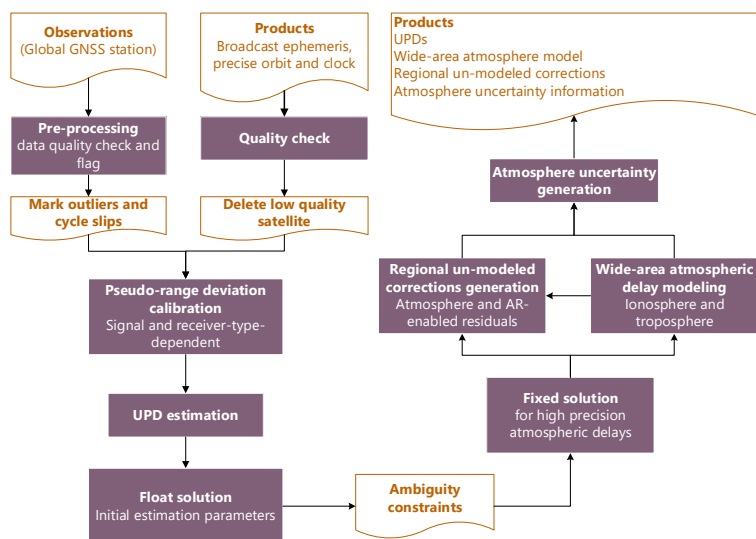 Observations
(Global GNSS station)
Products
Broadcast ephemeris,
precise orbit and clock
Products
UPDs
Wide-area atmosphere model
Regional un-modeled corrections
Atmosphere uncertainty information
Pre-processing
data quality check and
flag
Quality check
Atmosphere uncertainty
generation
Mark outliers and
cycle slips
Delete low quality
satellite
Pseudo-range deviation
calibration
Signal and receiver-type-
dependent
Regional un-modeled
corrections generation
Atmosphere and AR-
enabled residuals
Wide-area atmospheric
delay modeling
Ionosphere and
troposphere
UPD estimation
Fixed solution
for high precision
atmospheric delays
Float solution
Initial estimation parameters
Ambiguity
constraints